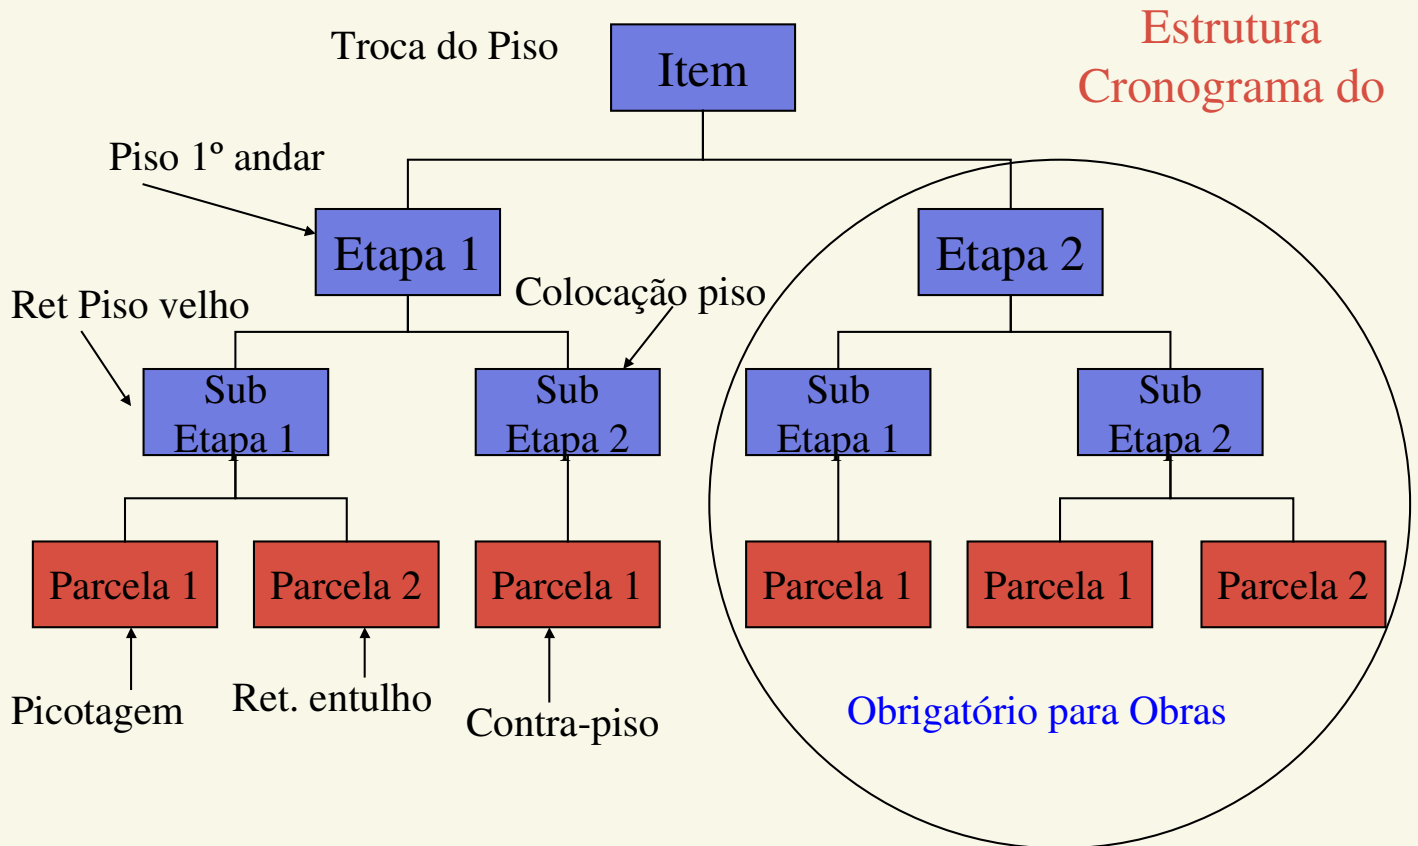 Estrutura
Cronograma do
Troca do Piso
Item
Piso 1º andar
Etapa 1
Etapa 2
Ret Piso velho
Colocação piso
Sub
Etapa 1
Sub
Etapa 2
Sub
Etapa 1
Sub
Etapa 2
Parcela 1
Parcela 2
Parcela 1
Parcela 1
Parcela 1
Parcela 2
Picotagem
Ret. entulho
Contra-piso
Obrigatório para Obras